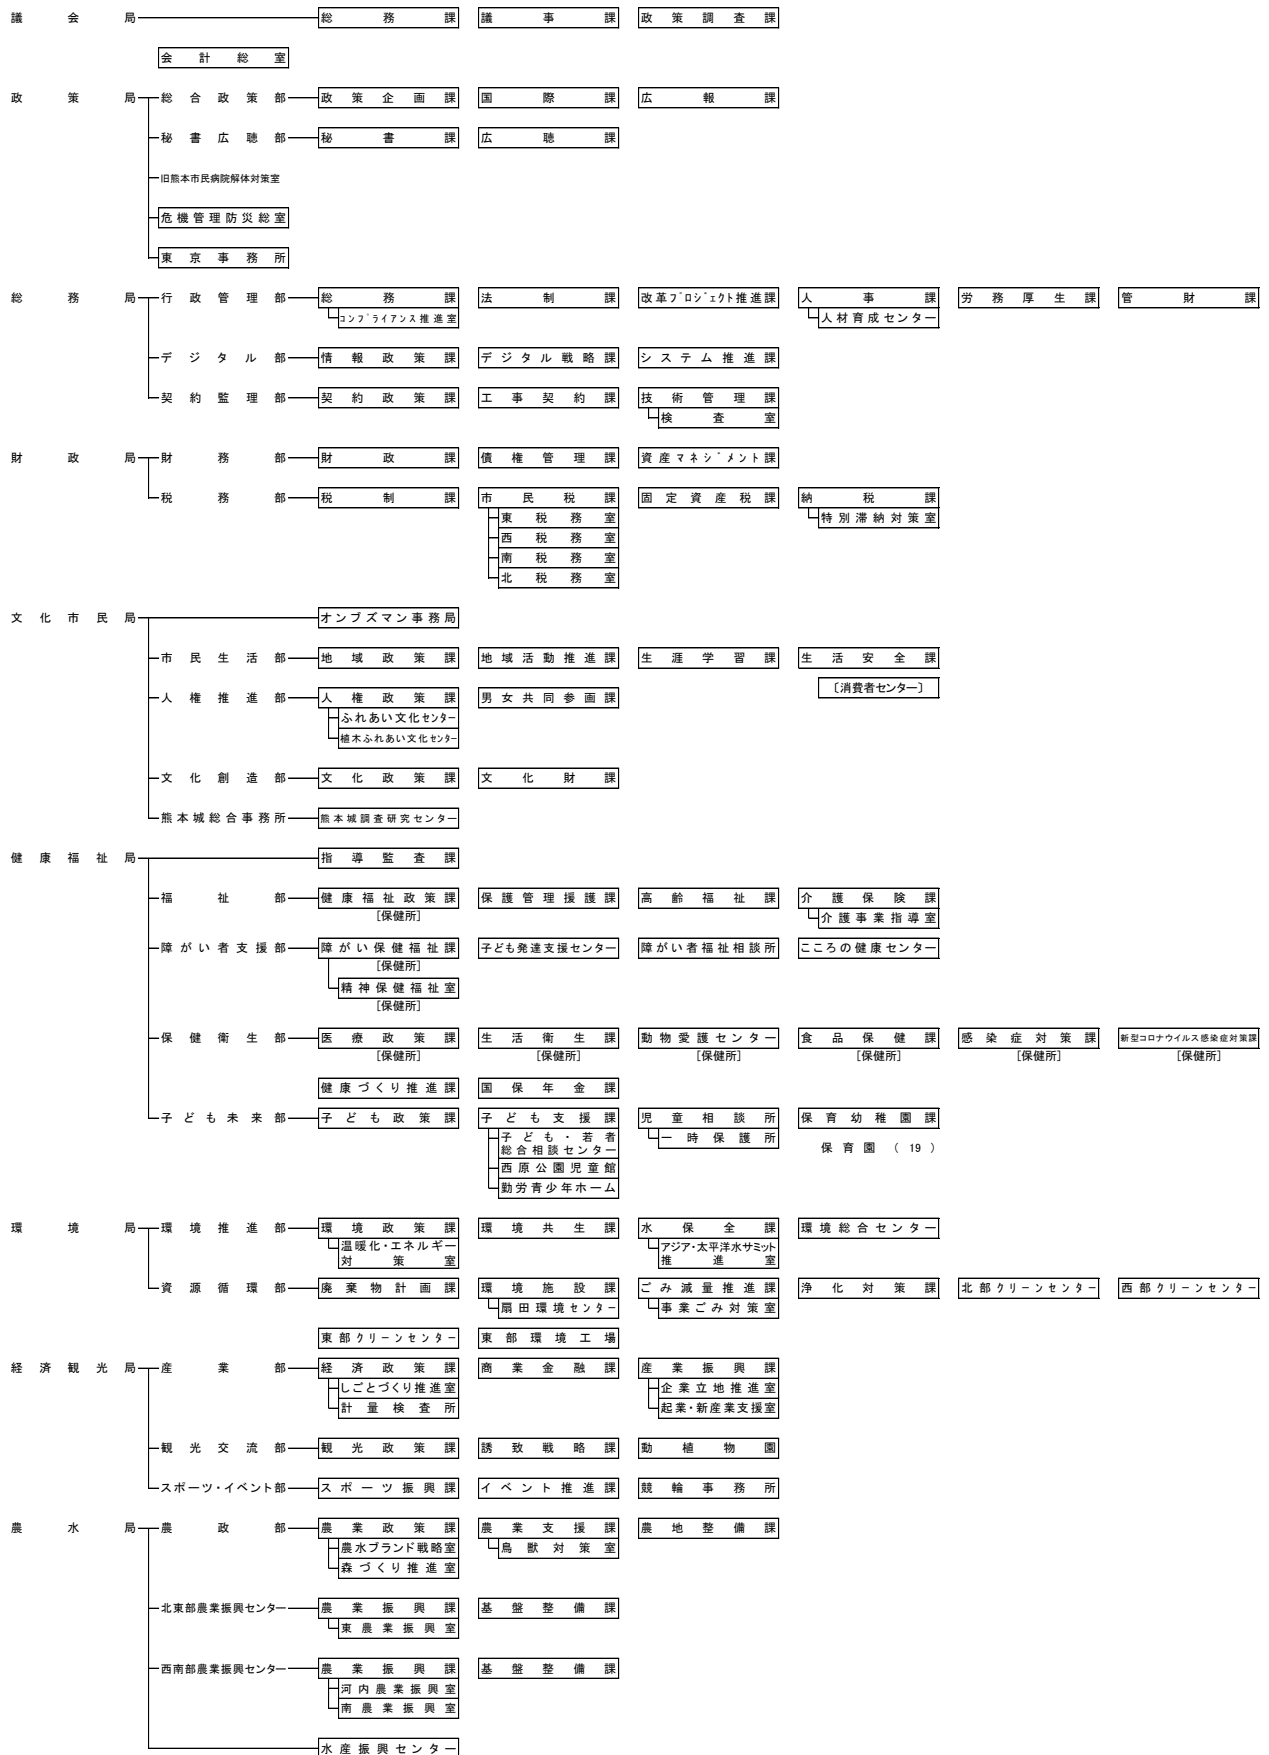 議会局 総務課 議事課 政策調査課
会計総室
政策局 総合政策部 政策企画課 国際課 広報課
秘書広聴部 秘書課 広聴課
旧熊本市民病院解体対策室
危機管理防災総室
東京事務所
総務局 行政管理部 総務課 法制課 改革プロジェクト推進課 人事課 労務厚生課 管財課
コンプライアンス推進室 人材育成センター
デジタル部 情報政策課 デジタル戦略課 システム推進課
契約監理部 契約政策課 工事契約課 技術管理課
検査室
財政局 財務部 財政課 債権管理課 資産マネジメント課
税務部 税制課 市民税課 固定資産税課 納税課
東税務室 特別滞納対策室
西税務室
南税務室
北税務室
文化市民局 オンブズマン事務局
市民生活部 地域政策課 地域活動推進課 生涯学習課 生活安全課
〔消費者センター〕
人権推進部 人権政策課 男女共同参画課
ふれあい文化センター
植木ふれあい文化センター
文化創造部 文化政策課 文化財課
熊本城総合事務所 熊本城調査研究センター
健康福祉局 指導監査課
福祉部 健康福祉政策課 保護管理援護課 高齢福祉課 介護保険課
[保健所] 介護事業指導室
障がい者支援部 障がい保健福祉課 子ども発達支援センター 障がい者福祉相談所 こころの健康センター
[保健所]
精神保健福祉室
[保健所]
保健衛生部 医療政策課 生活衛生課 動物愛護センター 食品保健課 感染症対策課 新型コロナウイルス感染症対策課
[保健所] [保健所] [保健所] [保健所] [保健所] [保健所]
健康づくり推進課 国保年金課
子ども未来部 子ども政策課 子ども支援課 児童相談所 保育幼稚園課
子ども・若者 一時保護所
総合相談センター 保育園(19)
西原公園児童館
勤労青少年ホーム
環境局 環境推進部 環境政策課 環境共生課 水保全課 環境総合センター
温暖化・エネルギー アジア・太平洋水サミット
対策室 推進室
資源循環部 廃棄物計画課 環境施設課 ごみ減量推進課 浄化対策課 北部クリーンセンター 西部クリーンセンター
扇田環境センター 事業ごみ対策室
東部クリーンセンター 東部環境工場
経済観光局 産業部 経済政策課 商業金融課 産業振興課
しごとづくり推進室 企業立地推進室
計量検査所 起業・新産業支援室
観光交流部 観光政策課 誘致戦略課 動植物園
スポーツ・イベント部 スポーツ振興課 イベント推進課 競輪事務所
農水局 農政部 農業政策課 農業支援課 農地整備課
農水ブランド戦略室 鳥獣対策室
森づくり推進室
北東部農業振興センター 農業振興課 基盤整備課
東農業振興室
西南部農業振興センター 農業振興課 基盤整備課
河内農業振興室
南農業振興室
水産振興センター